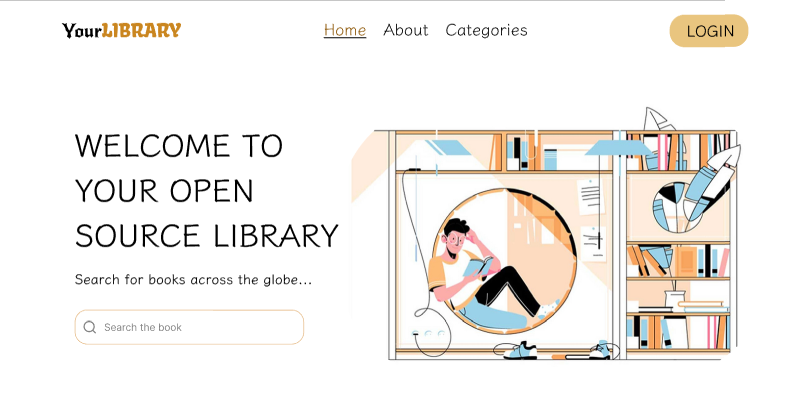 YourLIBRARY
Home About Categories
LOGIN
WELCOME TO
YOUR OPEN
SOURCE LIBRARY
Search for books across the globe...
Search the book